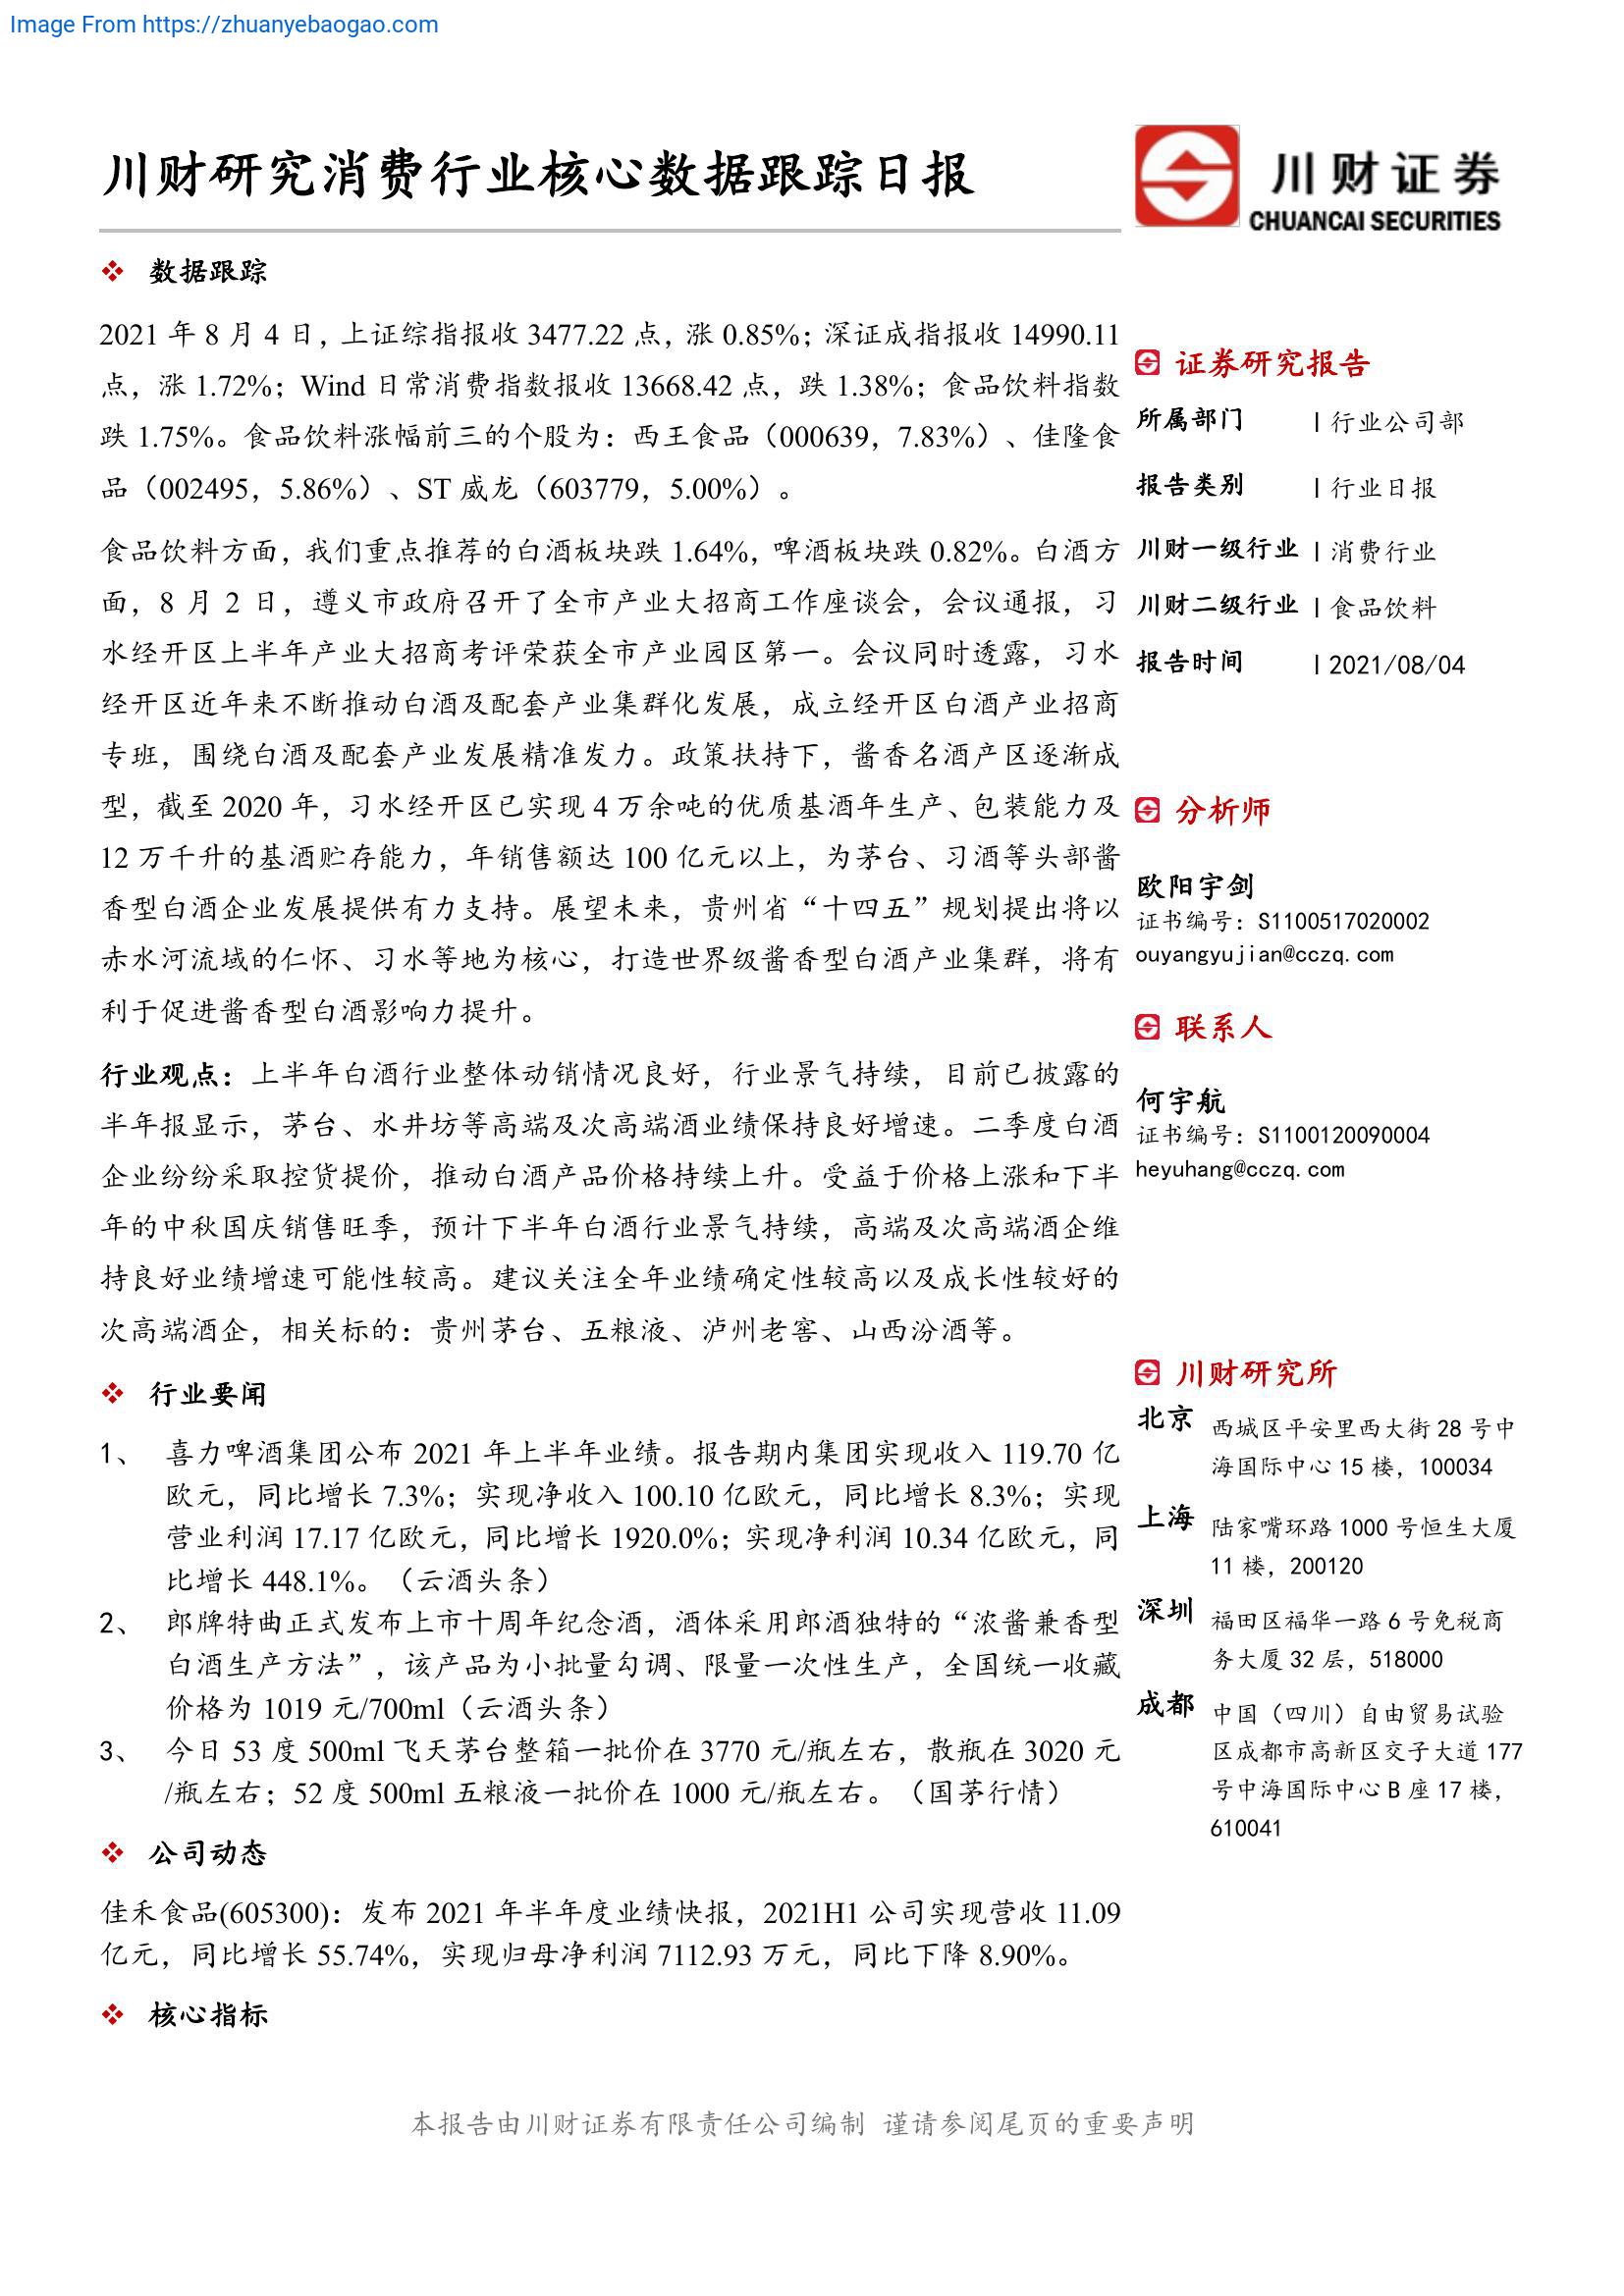 Image From https://zhuanyebaogao.com
川财研究消费行业核心数据跟踪日报
川财证券
CHUANCAI SECURITIES
数据跟踪
2021 年 8 月 4 日，上证综指报收 3477.22 点，涨 0.85%；深证成指报收 14990.11
点，涨 1.72%；Wind 日常消费指数报收 13668.42 点，跌 1.38%；食品饮料指数
跌 1.75%。食品饮料涨幅前三的个股为：西王食品（000639，7.83%）、佳隆食
品（002495，5.86%）、ST 威龙（603779，5.00%）。
食品饮料方面，我们重点推荐的白酒板块跌 1.64%，啤酒板块跌 0.82%。白酒方
面，8 月 2 日，遵义市政府召开了全市产业大招商工作座谈会，会议通报，习
水经开区上半年产业大招商考评荣获全市产业园区第一。会议同时透露，习水
经开区近年来不断推动白酒及配套产业集群化发展，成立经开区白酒产业招商
专班，围绕白酒及配套产业发展精准发力。政策扶持下，酱香名酒产区逐渐成
型，截至 2020 年，习水经开区已实现 4 万余吨的优质基酒年生产、包装能力及
12 万千升的基酒贮存能力，年销售额达 100 亿元以上，为茅台、习酒等头部酱
香型白酒企业发展提供有力支持。展望未来，贵州省“十四五”规划提出将以
赤水河流域的仁怀、习水等地为核心，打造世界级酱香型白酒产业集群，将有
利于促进酱香型白酒影响力提升。
行业观点：上半年白酒行业整体动销情况良好，行业景气持续，目前已披露的
半年报显示，茅台、水井坊等高端及次高端酒业绩保持良好增速。二季度白酒
企业纷纷采取控货提价，推动白酒产品价格持续上升。受益于价格上涨和下半
年的中秋国庆销售旺季，预计下半年白酒行业景气持续，高端及次高端酒企维
持良好业绩增速可能性较高。建议关注全年业绩确定性较高以及成长性较好的
次高端酒企，相关标的：贵州茅台、五粮液、泸州老窖、山西汾酒等。
行业要闻
1、 喜力啤酒集团公布 2021 年上半年业绩。报告期内集团实现收入 119.70 亿
欧元，同比增长 7.3%；实现净收入 100.10 亿欧元，同比增长 8.3%；实现
营业利润 17.17 亿欧元，同比增长 1920.0%；实现净利润 10.34 亿欧元，同
比增长 448.1%。（云酒头条）
2、 郎牌特曲正式发布上市十周年纪念酒，酒体采用郎酒独特的“浓酱兼香型
白酒生产方法”，该产品为小批量勾调、限量一次性生产，全国统一收藏
价格为 1019 元/700ml（云酒头条）
3、 今日 53 度 500ml 飞天茅台整箱一批价在 3770 元/瓶左右，散瓶在 3020 元
/瓶左右；52 度 500ml 五粮液一批价在 1000 元/瓶左右。（国茅行情）
公司动态
佳禾食品(605300)：发布 2021 年半年度业绩快报，2021H1 公司实现营收 11.09
亿元，同比增长 55.74%，实现归母净利润 7112.93 万元，同比下降 8.90%。
核心指标
证券研究报告
所属部门 | 行业公司部
报告类别 | 行业日报
川财一级行业 | 消费行业
川财二级行业 | 食品饮料
报告时间 | 2021/08/04
分析师
欧阳宇剑
证书编号：S1100517020002
ouyangyujian@cczq.com
联系人
何宇航
证书编号：S1100120090004
heyuhang@cczq.com
川财研究所
北京 西城区平安里西大街 28 号中
海国际中心 15 楼，100034
上海 陆家嘴环路 1000 号恒生大厦
11 楼，200120
深圳 福田区福华一路 6 号免税商
务大厦 32 层，518000
成都 中国（四川）自由贸易试验
区成都市高新区交子大道 177
号中海国际中心 B 座 17 楼，
610041
本报告由川财证券有限责任公司编制 谨请参阅尾页的重要声明